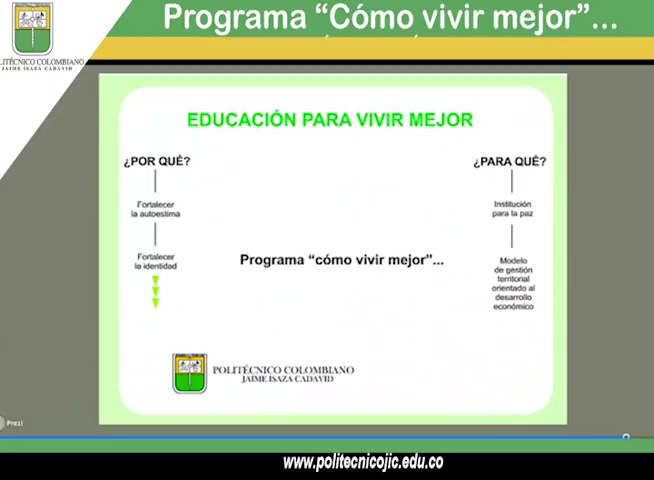 Programa “Cómo vivir mejor”...
POLITÉCNICO COLOMBIANO
JAIME ISAZA CADAVID
EDUCACIÓN PARA VIVIR MEJOR
¿POR QUÉ?
Fortalecer
la autoestima
Fortalecer
la identidad
Programa “cómo vivir mejor”...
¿PARA QUÉ?
Institución
para la paz
Modelo
de gestión
territorial
orientado al
desarrollo
económico
POLITÉCNICO COLOMBIANO
JAIME ISAZA CADAVID
Prezi
www.politecnicojic.edu.co